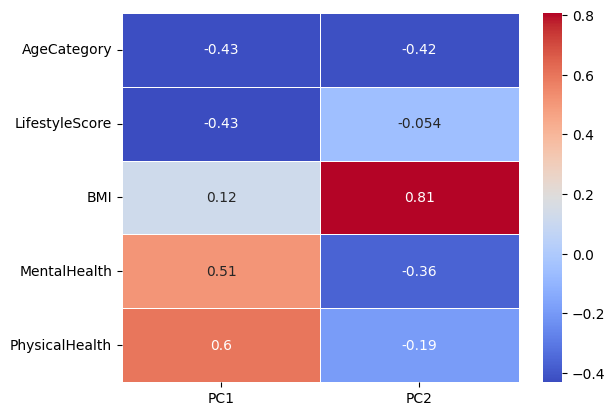 AgeCategory -0.43 -0.42
LifestyleScore -0.43 -0.054
BMI 0.12 0.81
MentalHealth 0.51 -0.36
PhysicalHealth 0.6 -0.19
PC1 PC2
0.8
0.6
0.4
0.2
0.0
−0.2
−0.4